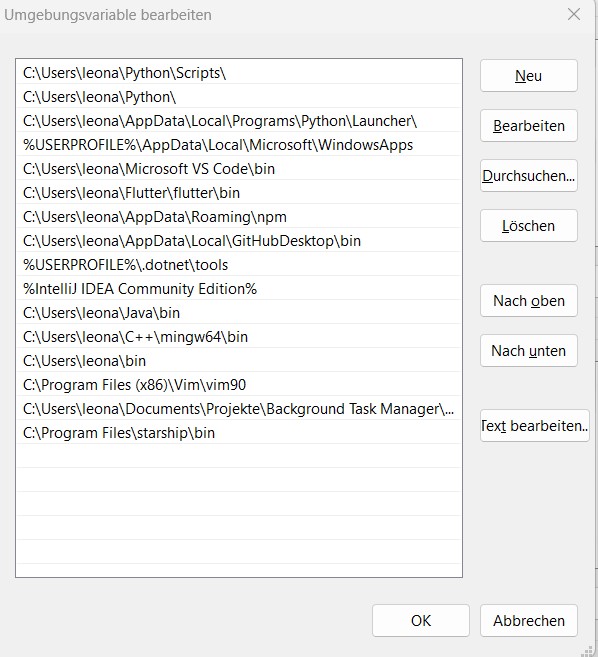 Umgebungsvariable bearbeiten
C:\Users\leona\Python\Scripts\
C:\Users\leona\Python\
C:\Users\leona\AppData\Local\Programs\Python\Launcher\
%USERPROFILE%\AppData\Local\Microsoft\WindowsApps
C:\Users\leona\Microsoft VS Code\bin
C:\Users\leona\Flutter\flutter\bin
C:\Users\leona\AppData\Roaming\npm
C:\Users\leona\AppData\Local\GitHubDesktop\bin
%USERPROFILE%\.dotnet\tools
%IntelliJ IDEA Community Edition%
C:\Users\leona\Java\bin
C:\Users\leona\C++\mingw64\bin
C:\Users\leona\bin
C:\Program Files (x86)\Vim\vim90
C:\Users\leona\Documents\Projekte\Background Task Manager\...
C:\Program Files\starship\bin
Neu
Bearbeiten
Durchsuchen...
Löschen
Nach oben
Nach unten
Text bearbeiten..
OK
Abbrechen